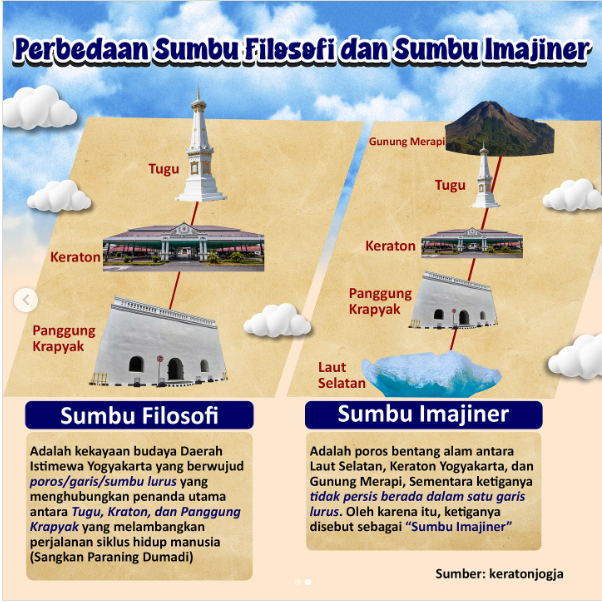 Perbedaan Sumbu Filosofi dan Sumbu Imajiner
Tugu
Keraton
Panggung
Krapyak
Gunung Merapi
Tugu
Keraton
Panggung
Krapyak
Laut
Selatan
Sumbu Filosofi
Adalah kekayaan budaya Daerah
Istimewa Yogyakarta yang berwujud
poros/garis/sumbu lurus yang
menghubungkan penanda utama
antara Tugu, Kraton, dan Panggung
Krapyak yang melambangkan
perjalanan siklus hidup manusia
(Sangkan Paraning Dumadi)
Sumbu Imajiner
Adalah poros bentang alam antara
Laut Selatan, Keraton Yogyakarta, dan
Gunung Merapi, Sementara ketiganya
tidak persis berada dalam satu garis
lurus. Oleh karena itu, ketiganya
disebut sebagai “Sumbu Imajiner”
Sumber: keratonjogja